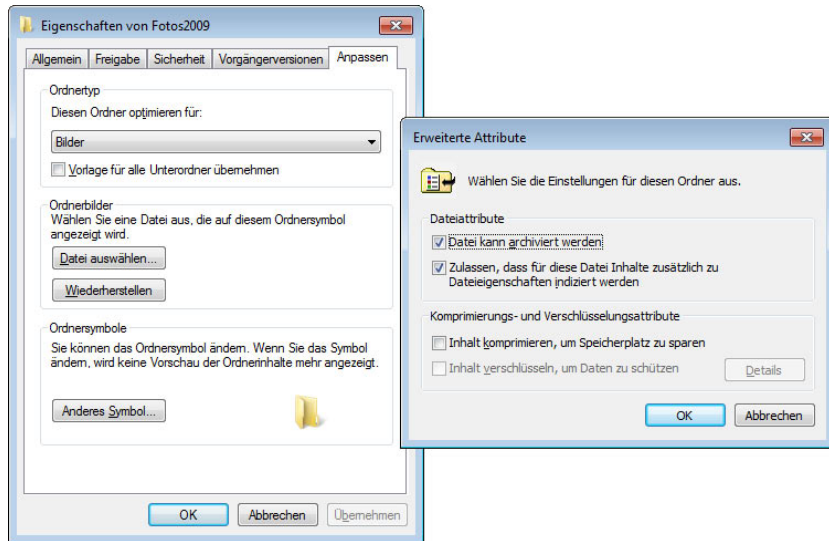 Eigenschaften von Fotos2009
Allgemein Freigabe Sicherheit Vorgängerversionen Anpassen
Ordnertyp
Diesen Ordner optimieren für:
Bilder
Vorlage für alle Unterordner übernehmen
Ordnerbilder
Wählen Sie eine Datei aus, die auf diesem Ordnersymbol
angezeigt wird.
Datei auswählen...
Wiederherstellen
Ordnersymbole
Sie können das Ordnersymbol ändern. Wenn Sie das Symbol
ändern, wird keine Vorschau der Ordnerinhalte mehr angezeigt.
Anderes Symbol...
OK Abbrechen Übernehmen
Erweiterte Attribute
Wählen Sie die Einstellungen für diesen Ordner aus.
Dateiattribute
Datei kann archiviert werden
Zulassen, dass für diese Datei Inhalte zusätzlich zu
Dateieigenschaften indiziert werden
Komprimierungs- und Verschlüsselungsattribute
Inhalt komprimieren, um Speicherplatz zu sparen
Inhalt verschlüsseln, um Daten zu schützen Details
OK Abbrechen